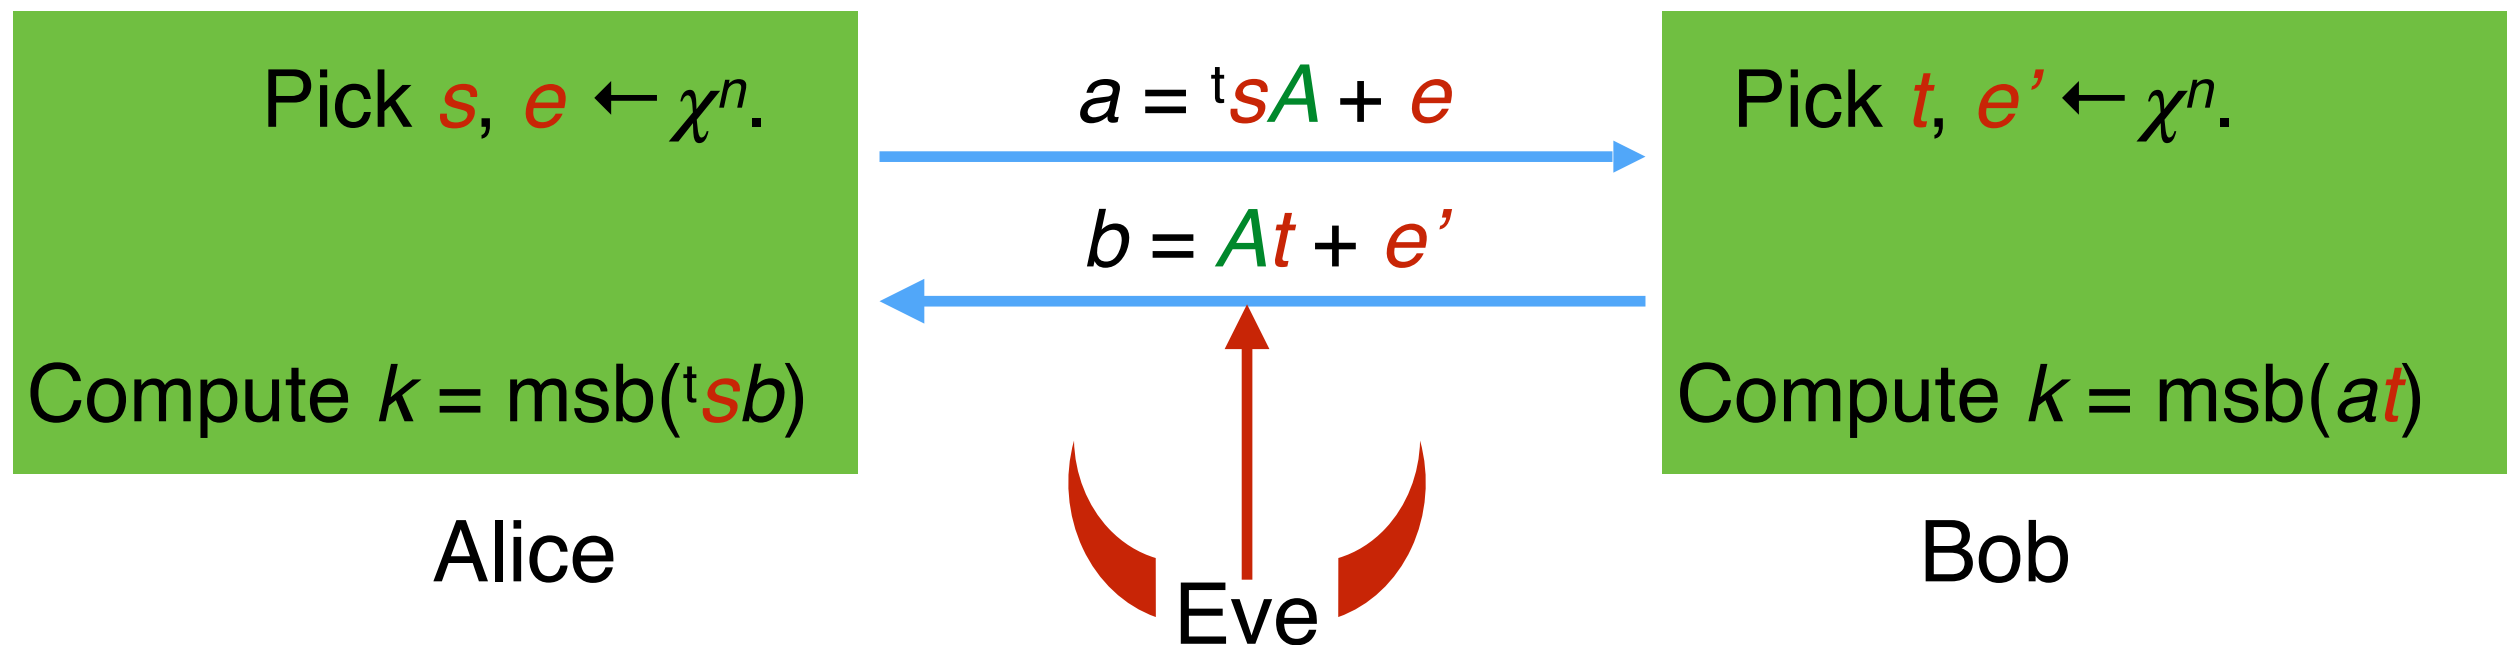 Pick s, e ← χⁿ.
a = ᵗsA + e
Pick t, e’ ← χⁿ.
b = At + e’
Compute k = msb(ᵗsb)
Compute k = msb(at)
Alice
Bob
Eve